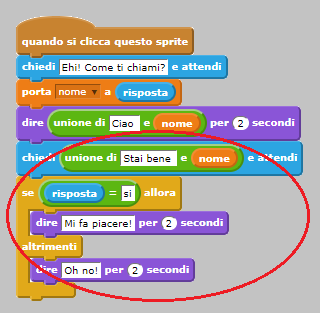 quando si clicca questo sprite
chiedi Ehi! Come ti chiami? e attendi
porta nome a risposta
dire unione di Ciao e nome per 2 secondi
chiedi unione di Stai bene e nome e attendi
se risposta = si allora
dire Mi fa piacere! per 2 secondi
altrimenti
dire Oh no! per 2 secondi